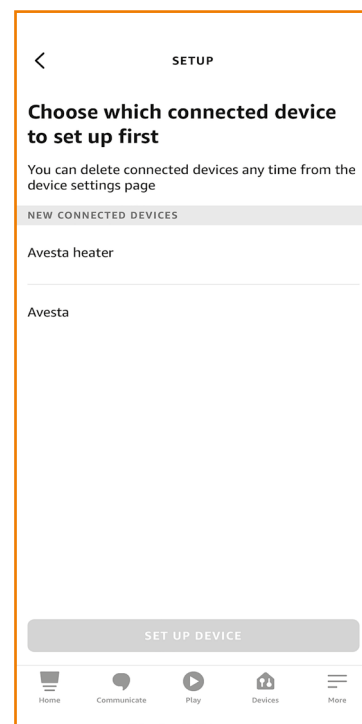 SETUP
Choose which connected device
to set up first
You can delete connected devices any time from the
device settings page
NEW CONNECTED DEVICES
Avesta heater
Avesta
SET UP DEVICE
Home Communicate Play Devices More